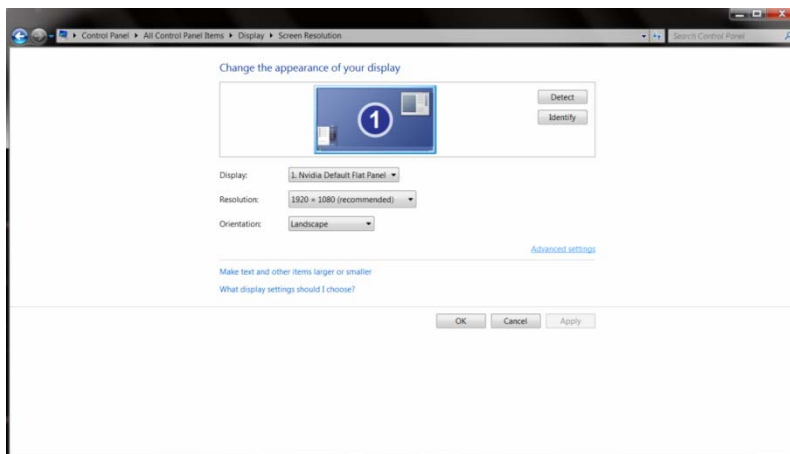 Control Panel ▸ All Control Panel Items ▸ Display ▸ Screen Resolution
Search Control Panel
Change the appearance of your display
1
Detect
Identify
Display: 1. Nvidia Default Flat Panel
Resolution: 1920 × 1080 (recommended)
Orientation: Landscape
Advanced settings
Make text and other items larger or smaller
What display settings should I choose?
OK Cancel Apply